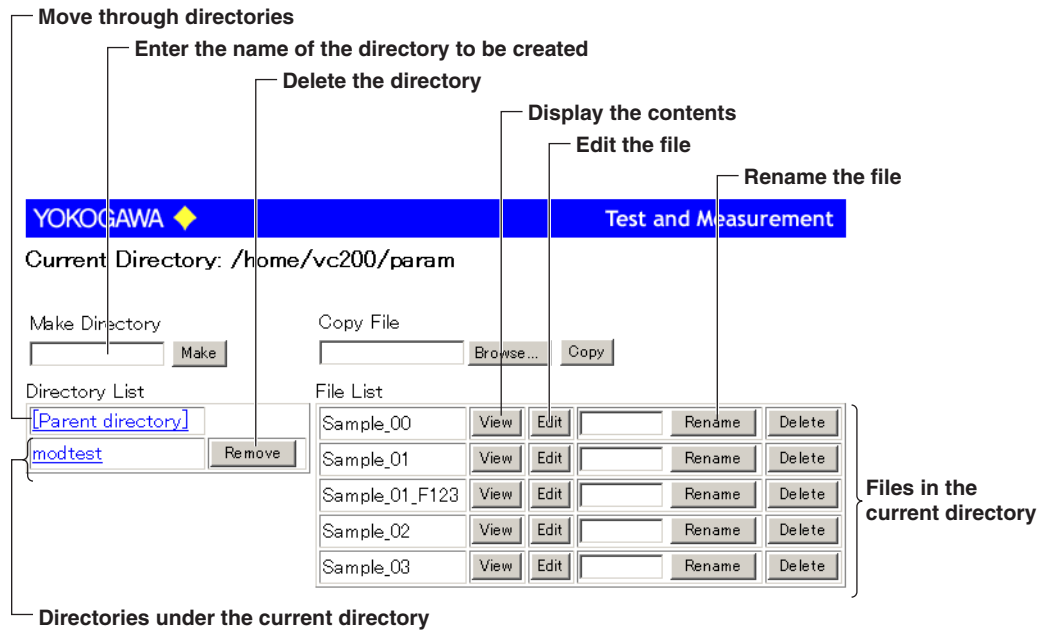 Move through directories
Enter the name of the directory to be created
Delete the directory
Display the contents
Edit the file
Rename the file
YOKOGAWA Test and Measurement
Current Directory: /home/vc200/param
Make Directory
Copy File
Make
Browse... Copy
Directory List
File List
[Parent directory]
modtest Remove
Sample_00 View Edit Rename Delete
Sample_01 View Edit Rename Delete
Sample_01_F123 View Edit Rename Delete
Sample_02 View Edit Rename Delete
Sample_03 View Edit Rename Delete
Files in the
current directory
Directories under the current directory